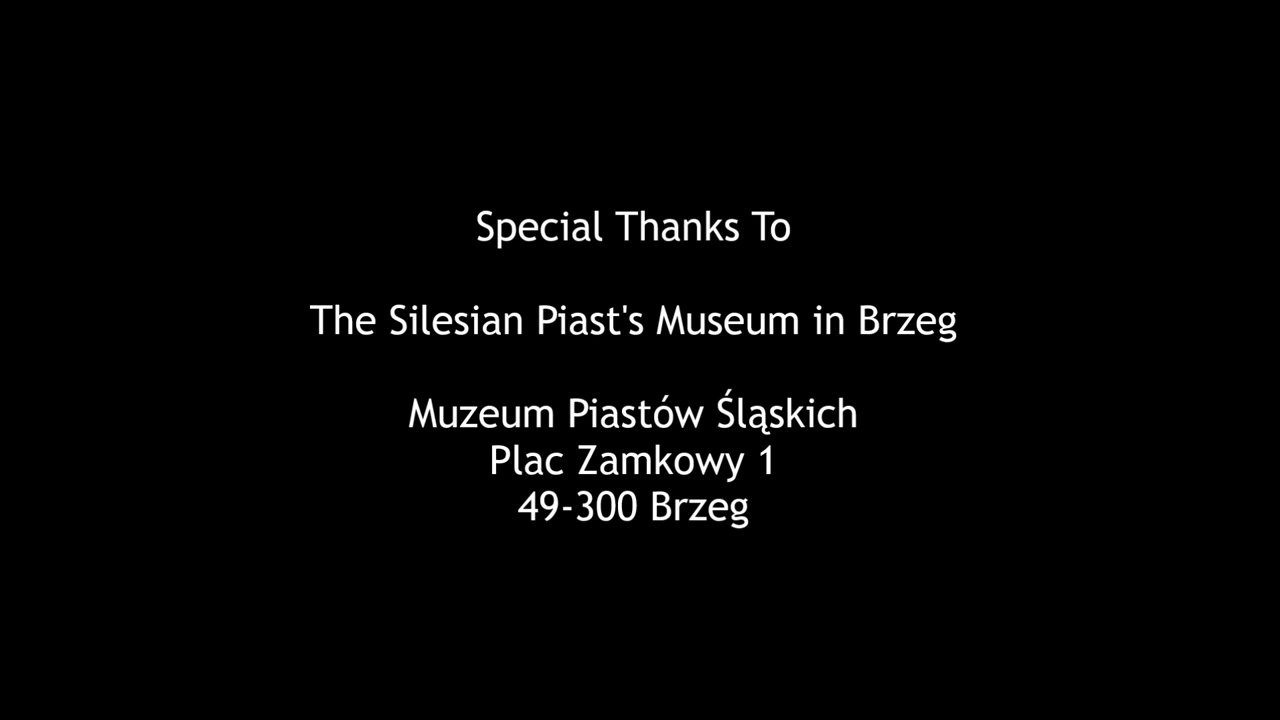 Special Thanks To
The Silesian Piast's Museum in Brzeg
Muzeum Piastów Śląskich
Plac Zamkowy 1
49-300 Brzeg